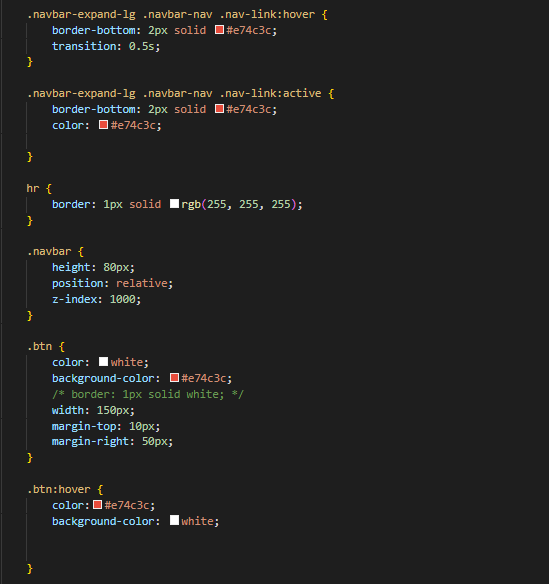 .navbar-expand-lg .navbar-nav .nav-link:hover {
    border-bottom: 2px solid #e74c3c;
    transition: 0.5s;
}
.navbar-expand-lg .navbar-nav .nav-link:active {
    border-bottom: 2px solid #e74c3c;
    color: #e74c3c;
}
hr {
    border: 1px solid rgb(255, 255, 255);
}
.navbar {
    height: 80px;
    position: relative;
    z-index: 1000;
}
.btn {
    color: white;
    background-color: #e74c3c;
    /* border: 1px solid white; */
    width: 150px;
    margin-top: 10px;
    margin-right: 50px;
}
.btn:hover {
    color:#e74c3c;
    background-color: white;
}